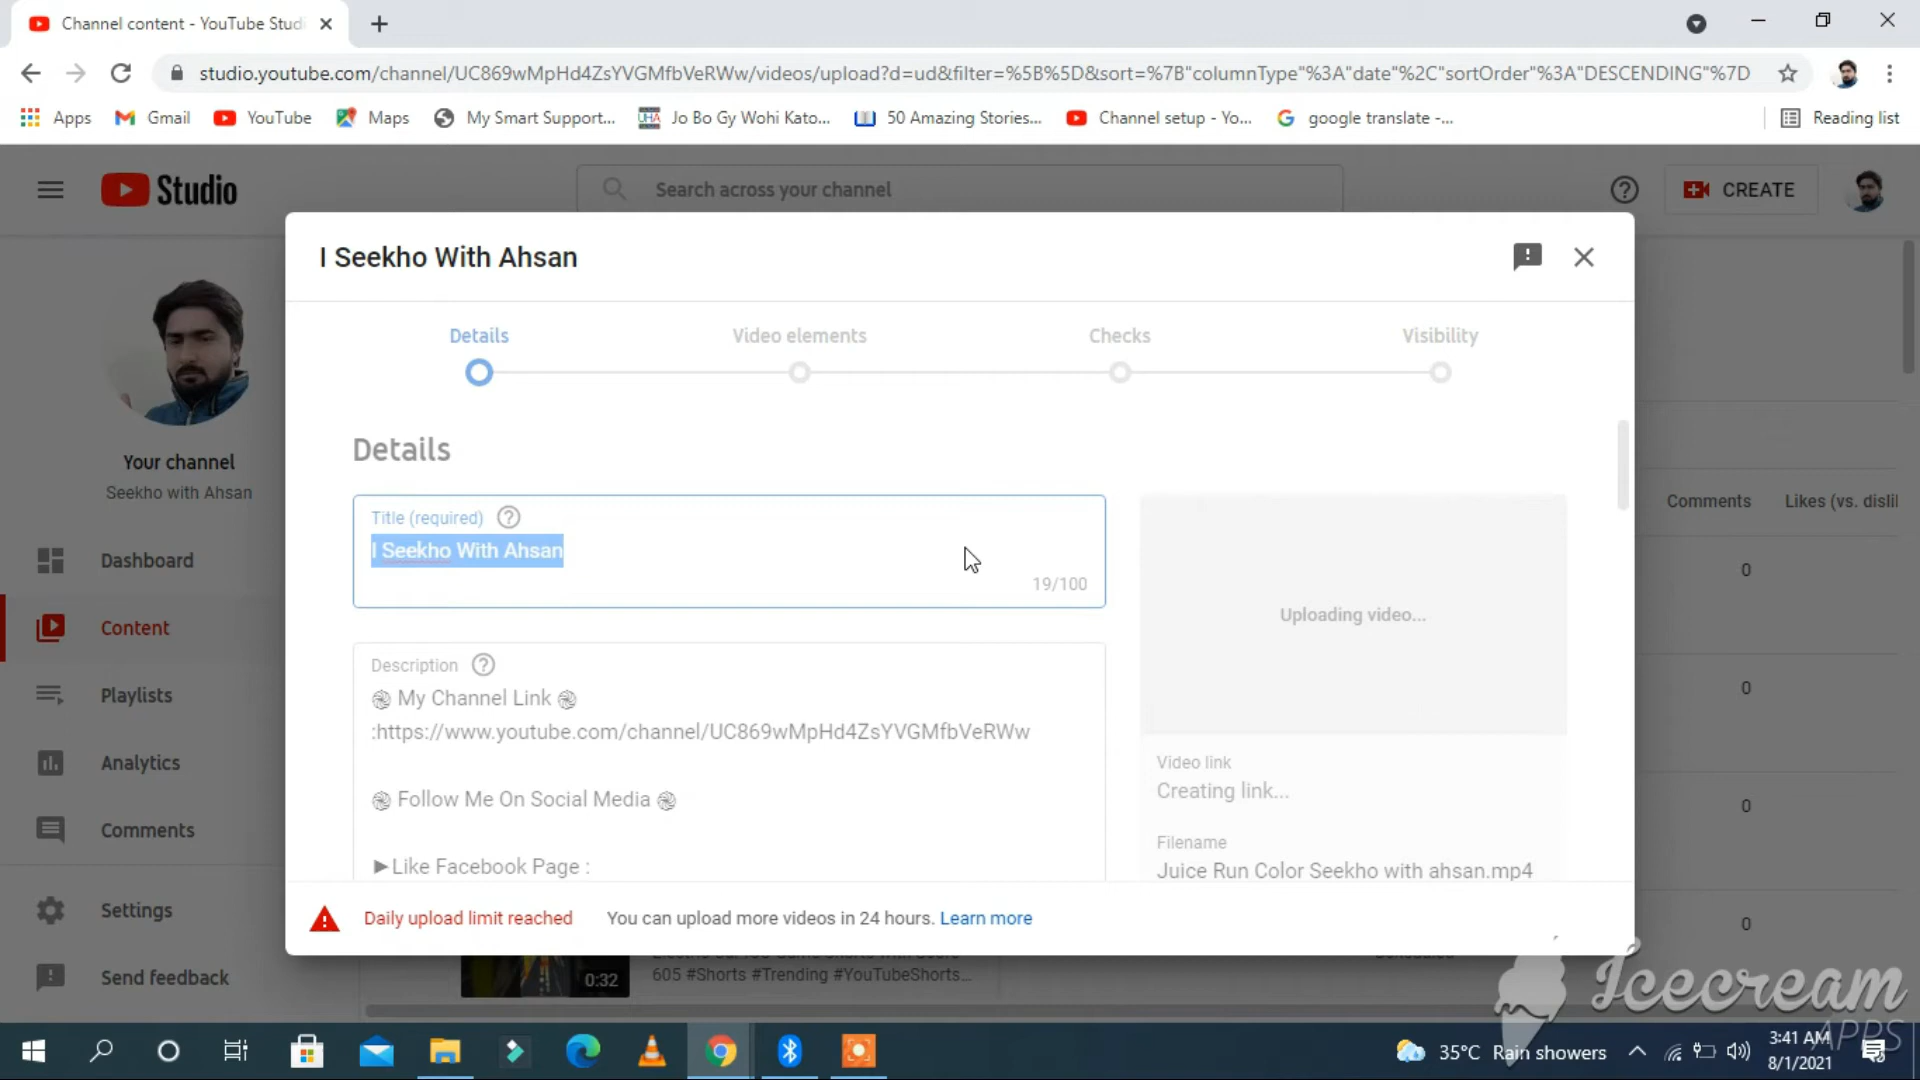 Channel content - YouTube Studi
studio.youtube.com/channel/UC869wMpHd4ZsYVGMfbVeRWw/videos/upload?d=ud&filter=%5B%5D&sort=%7B"columnType"%3A"date"%2C"sortOrder"%3A"DESCENDING"%7D
Apps Gmail YouTube Maps My Smart Support... Jo Bo Gy Wohi Kato... 50 Amazing Stories... Channel setup - Yo... google translate -... Reading list
Studio
Search across your channel
CREATE
I Seekho With Ahsan
Details Video elements Checks Visibility
Your channel
Seekho with Ahsan
Dashboard
Content
Playlists
Analytics
Comments
Settings
Send feedback
Details
Title (required)
I Seekho With Ahsan
19/100
Description
My Channel Link
:https://www.youtube.com/channel/UC869wMpHd4ZsYVGMfbVeRWw
Follow Me On Social Media
►Like Facebook Page :
Uploading video...
Video link
Creating link...
Filename
Juice Run Color Seekho with ahsan.mp4
Daily upload limit reached You can upload more videos in 24 hours. Learn more
Comments Likes (vs. disli
0
0
0
0
0:32
605 #Shorts #Trending #YouTubeShorts...
Icecream
APPS
35°C Rain showers
3:41 AM
8/1/2021